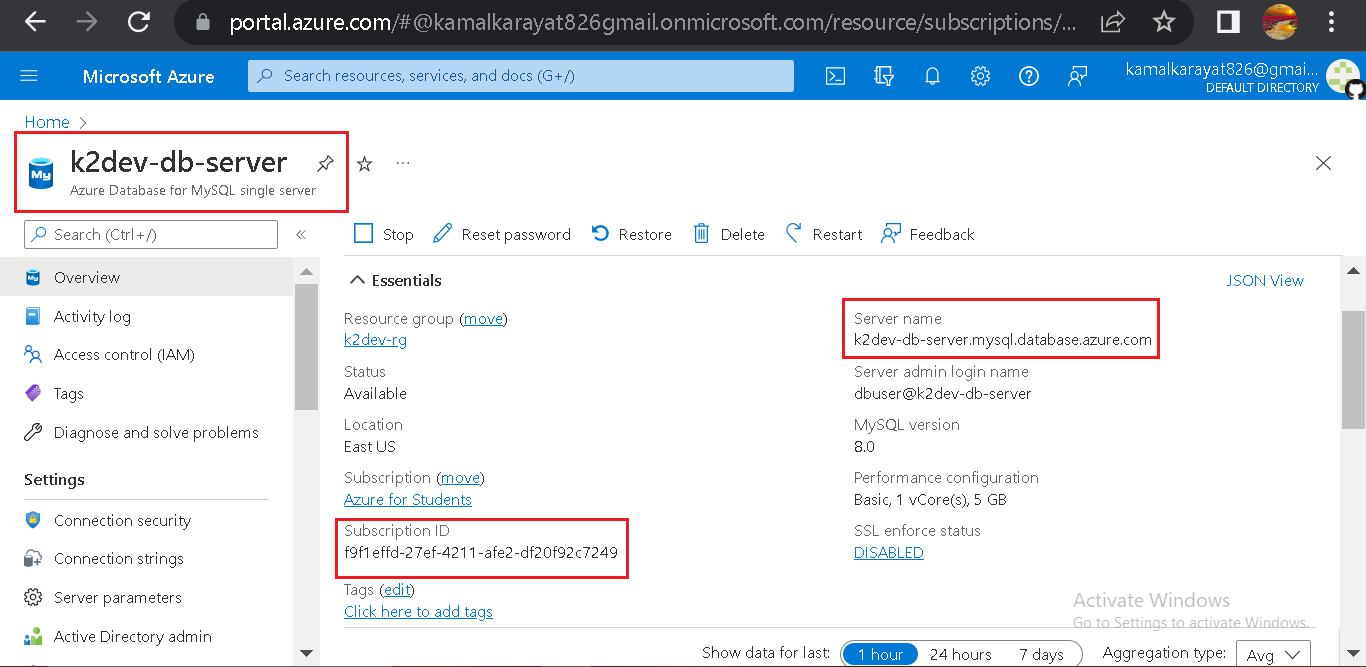 portal.azure.com/#@kamalkarayat826gmail.onmicrosoft.com/resource/subscriptions/...
Microsoft Azure
Search resources, services, and docs (G+/)
kamalkarayat826@gmai...
DEFAULT DIRECTORY
Home
k2dev-db-server
...
My
Azure Database for MySQL single server
Search (Ctrl+/)
«
Stop
Reset password
Restore
Delete
Restart
Feedback
Overview
Activity log
Access control (IAM)
Tags
Diagnose and solve problems
Settings
Connection security
Connection strings
Server parameters
Active Directory admin
Essentials
JSON View
Resource group (move)
k2dev-rg
Status
Available
Location
East US
Subscription (move)
Azure for Students
Subscription ID
f9f1effd-27ef-4211-afe2-df20f92c7249
Tags (edit)
Click here to add tags
Server name
k2dev-db-server.mysql.database.azure.com
Server admin login name
dbuser@k2dev-db-server
MySQL version
8.0
Performance configuration
Basic, 1 vCore(s), 5 GB
SSL enforce status
DISABLED
Activate Windows
Go to Settings to activate Windows.
Show data for last:
1 hour
24 hours
7 days
Aggregation type:
Avg